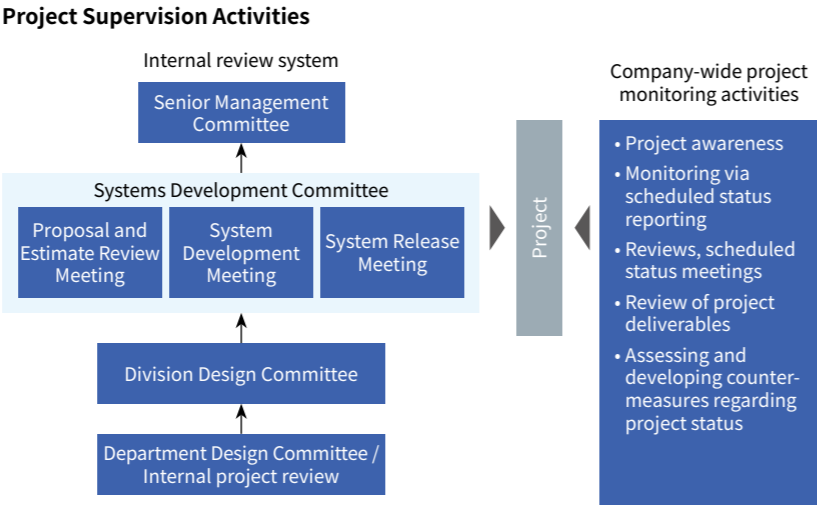 Project Supervision Activities
Internal review system
Senior Management
Committee
Systems Development Committee
Proposal and
Estimate Review
Meeting
System
Development
Meeting
System Release
Meeting
Division Design Committee
Department Design Committee /
Internal project review
Project
Company-wide project
monitoring activities
• Project awareness
• Monitoring via
scheduled status
reporting
• Reviews, scheduled
status meetings
• Review of project
deliverables
• Assessing and
developing counter-
measures regarding
project status